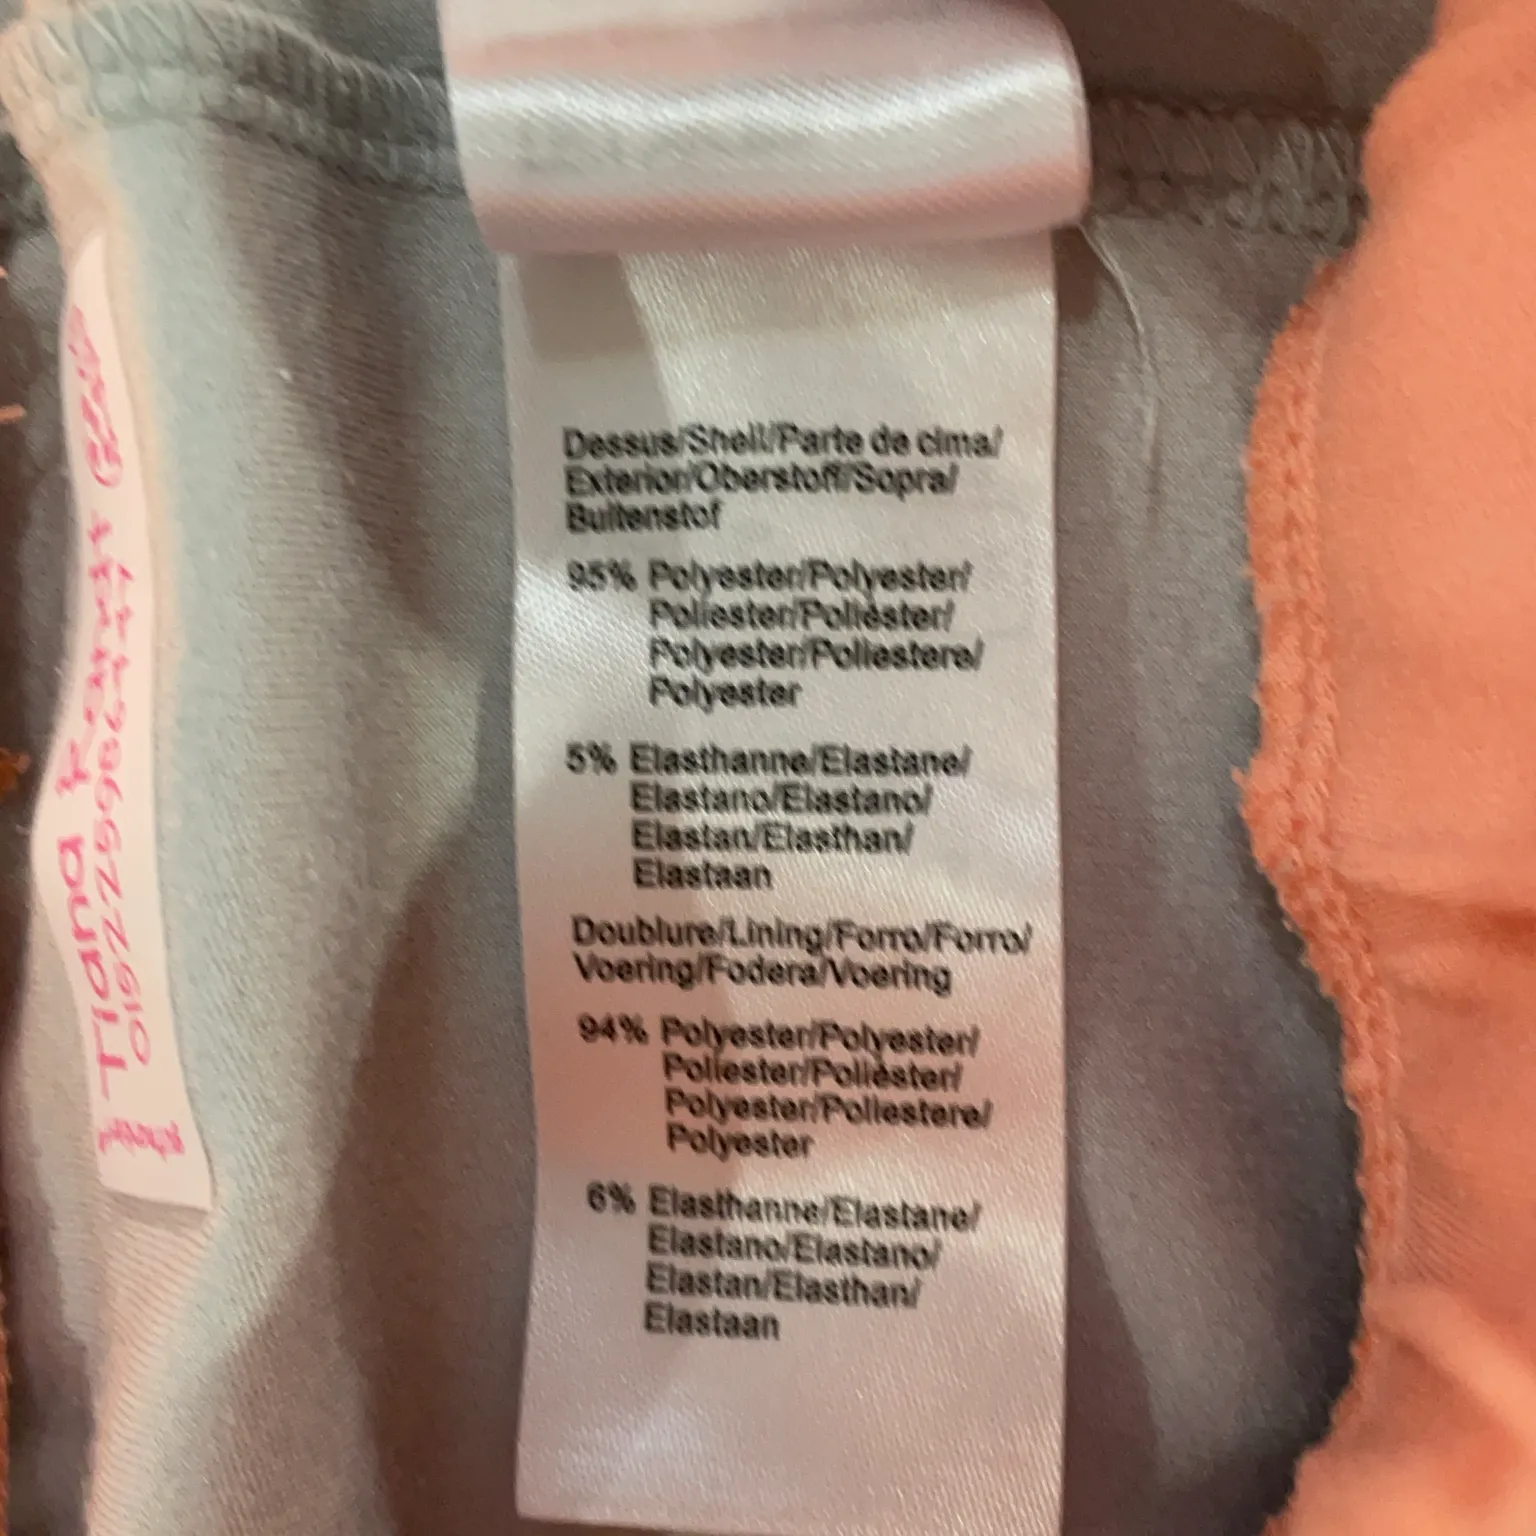 Dessus/Shell/Parte de cima/
Exterior/Oberstoff/Sopra/
Buitenstof
95% Polyester/Polyester/
Poliester/Poliéster/
Polyester/Poliestere/
Polyester
5% Elasthanne/Elastane/
Elastano/Elastano/
Elastan/Elasthan/
Elastaan
Doublure/Lining/Forro/Forro/
Voering/Fodera/Voering
94% Polyester/Polyester/
Poliester/Poliéster/
Polyester/Poliestere/
Polyester
6% Elasthanne/Elastane/
Elastano/Elastano/
Elastan/Elasthan/
Elastaan
Tiana